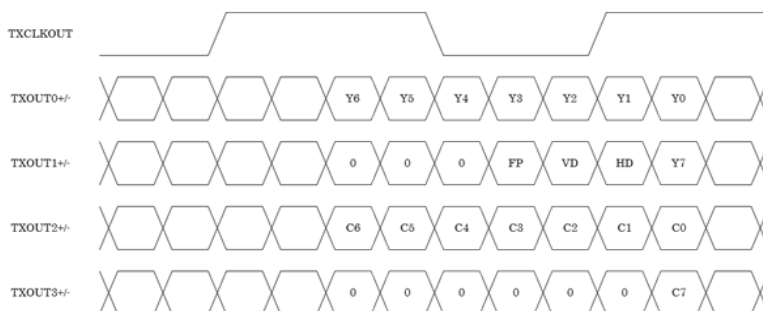 TXCLKOUT
TXOUT0+/- Y6 Y5 Y4 Y3 Y2 Y1 Y0
TXOUT1+/- 0 0 0 FP VD HD Y7
TXOUT2+/- C6 C5 C4 C3 C2 C1 C0
TXOUT3+/- 0 0 0 0 0 0 C7